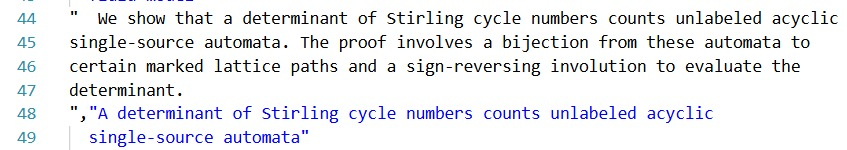 44 "  We show that a determinant of Stirling cycle numbers counts unlabeled acyclic
45 single-source automata. The proof involves a bijection from these automata to
46 certain marked lattice paths and a sign-reversing involution to evaluate the
47 determinant.
48 ","A determinant of Stirling cycle numbers counts unlabeled acyclic
49 single-source automata"